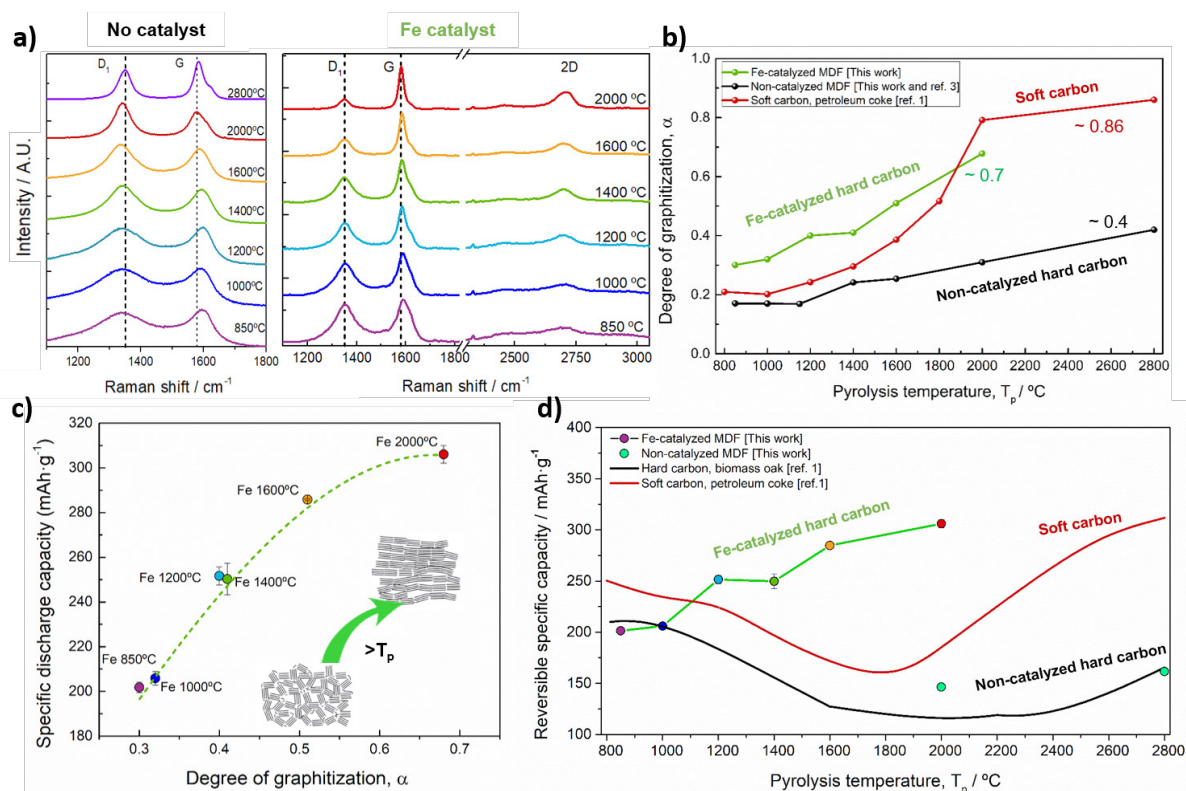 a)
No catalyst
Fe catalyst
D1
G
2800ºC
2000ºC
1600ºC
1400ºC
1200ºC
1000ºC
850ºC
Intensity / A.U.
1200 1400 1600 1800
Raman shift / cm-1
D1
G
2D
2000 ºC
1600 ºC
1400 ºC
1200 ºC
1000 ºC
850 ºC
1200 1400 1600 2500 2750 3000
Raman shift / cm-1
b)
Fe-catalyzed MDF [This work]
Non-catalyzed MDF [This work and ref. 3]
Soft carbon, petroleum coke [ref. 1]
Soft carbon
~ 0.86
Fe-catalyzed hard carbon
~ 0.7
~ 0.4
Non-catalyzed hard carbon
Degree of graphitization, α
1.0
0.8
0.6
0.4
0.2
0.0
800 1000 1200 1400 1600 1800 2000 2200 2400 2600 2800
Pyrolysis temperature, Tp / ºC
c)
Specific discharge capacity (mAh·g-1)
320
300
280
260
240
220
200
180
Fe 2000ºC
Fe 1600ºC
Fe 1200ºC
Fe 1400ºC
Fe 850ºC
Fe 1000ºC
>Tp
0.3 0.4 0.5 0.6 0.7
Degree of graphitization, α
d)
Fe-catalyzed MDF [This work]
Non-catalyzed MDF [This work]
Hard carbon, biomass oak [ref. 1]
Soft carbon, petroleum coke [ref.1]
Fe-catalyzed hard carbon
Soft carbon
Non-catalyzed hard carbon
Reversible specific capacity / mAh·g-1
400
350
300
250
200
150
100
800 1000 1200 1400 1600 1800 2000 2200 2400 2600 2800
Pyrolysis temperature, Tp / ºC